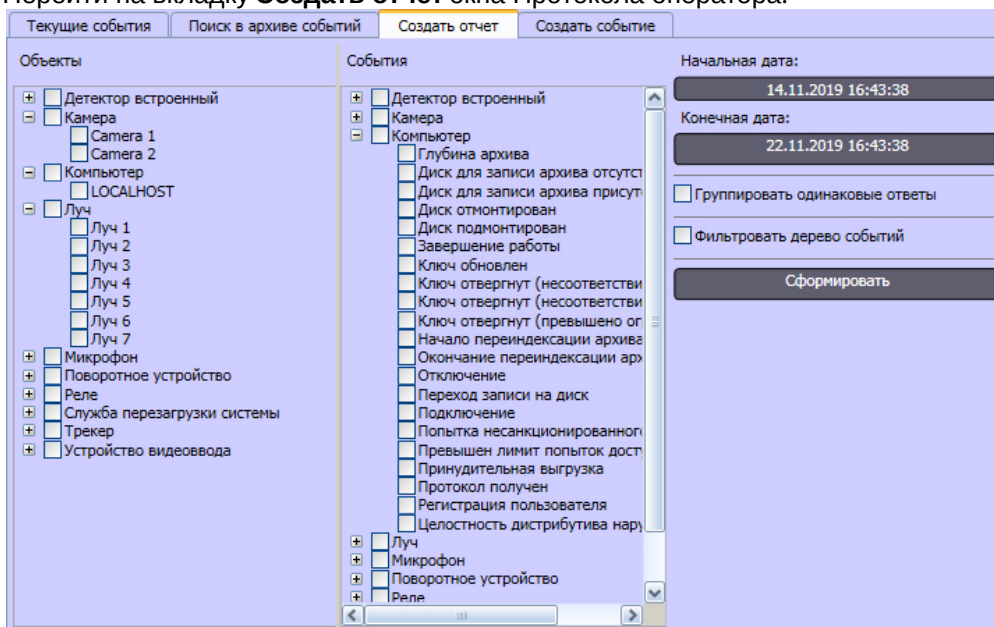 Перейти на вкладку Создать отчет окна Протокола оператора.
Текущие события
Поиск в архиве событий
Создать отчет
Создать событие
Объекты
Детектор встроенный
Камера
Camera 1
Camera 2
Компьютер
LOCALHOST
Луч
Луч 1
Луч 2
Луч 3
Луч 4
Луч 5
Луч 6
Луч 7
Микрофон
Поворотное устройство
Реле
Служба перезагрузки системы
Трекер
Устройство видеоввода
События
Детектор встроенный
Камера
Компьютер
Глубина архива
Диск для записи архива отсутст
Диск для записи архива присут
Диск отмонтирован
Диск подмонтирован
Завершение работы
Ключ обновлен
Ключ отвергнут (несоответстви
Ключ отвергнут (несоответстви
Ключ отвергнут (превышено ог
Начало переиндексации архива
Окончание переиндексации арх
Отключение
Переход записи на диск
Подключение
Попытка несанкционированног
Превышен лимит попыток дост
Принудительная выгрузка
Протокол получен
Регистрация пользователя
Целостность дистрибутива нару
Луч
Микрофон
Поворотное устройство
Реле
Начальная дата:
14.11.2019 16:43:38
Конечная дата:
22.11.2019 16:43:38
Группировать одинаковые ответы
Фильтровать дерево событий
Сформировать